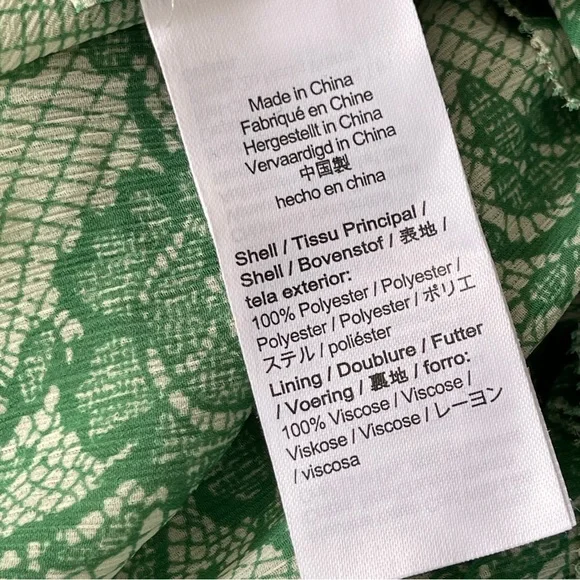 Made in China
Fabriqué en Chine
Hergestellt in China
Vervaardigd in China
中国製
hecho en china
Shell / Tissu Principal /
Shell / Bovenstof / 表地 /
tela exterior:
100% Polyester / Polyester /
Polyester / Polyester / ポリエ
ステル / poliéster
Lining / Doublure / Futter
/ Voering / 裏地 / forro:
100% Viscose / Viscose /
Viskose / Viscose / レーヨン
/ viscosa